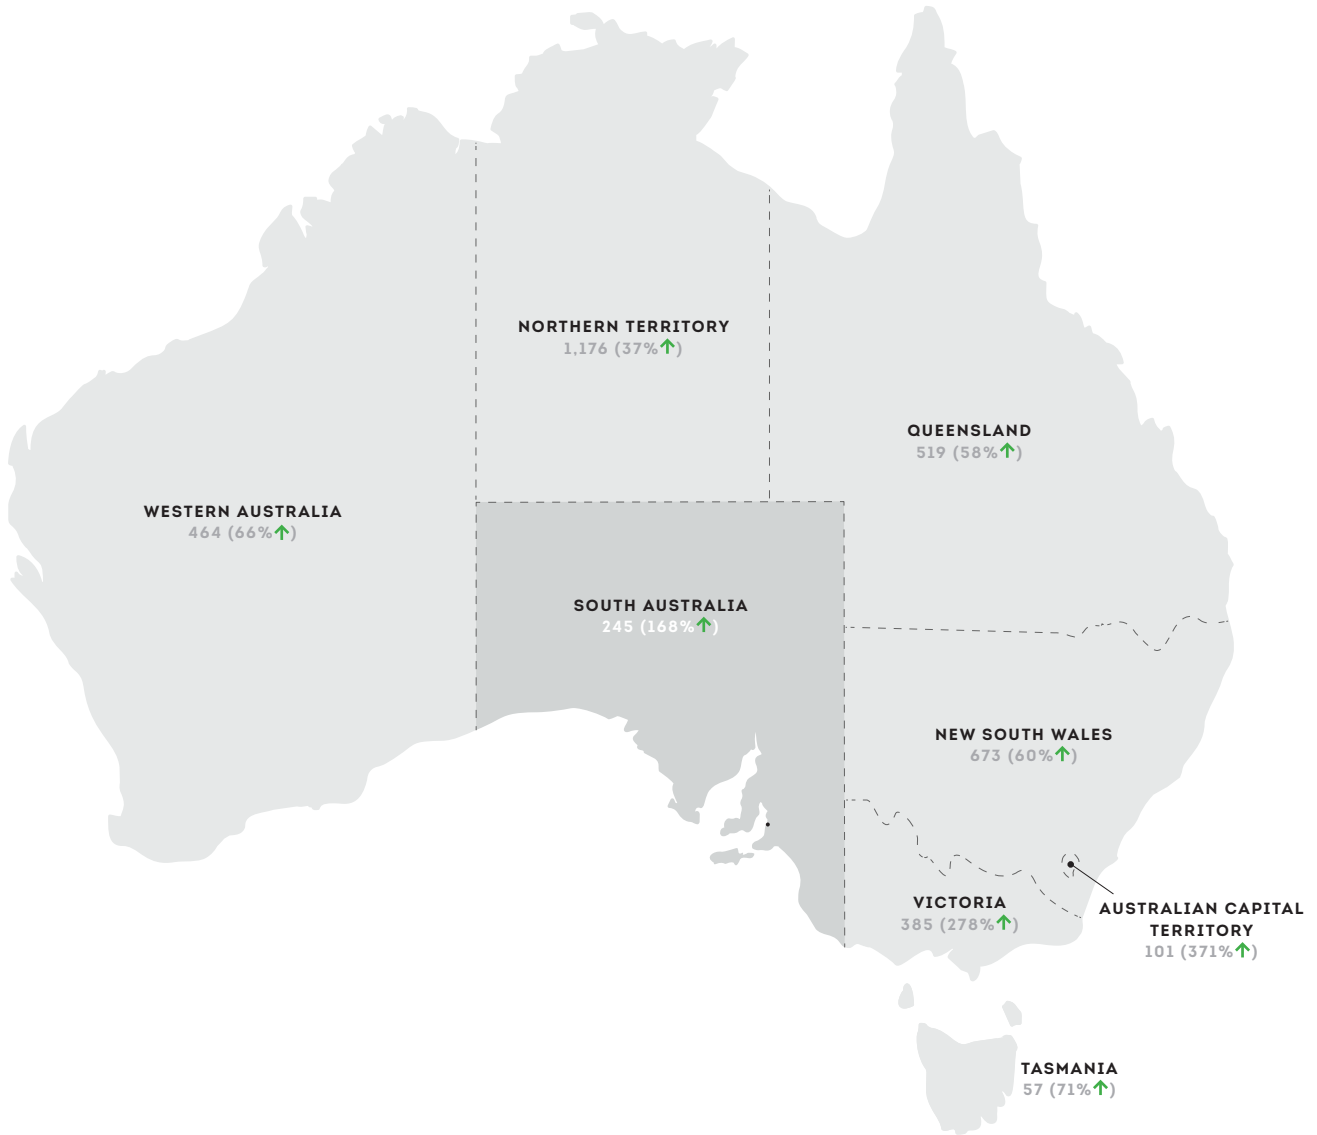 NORTHERN TERRITORY
1,176 (37%↑)
QUEENSLAND
519 (58%↑)
WESTERN AUSTRALIA
464 (66%↑)
SOUTH AUSTRALIA
245 (168%↑)
NEW SOUTH WALES
673 (60%↑)
VICTORIA
385 (278%↑)
AUSTRALIAN CAPITAL
TERRITORY
101 (371%↑)
TASMANIA
57 (71%↑)